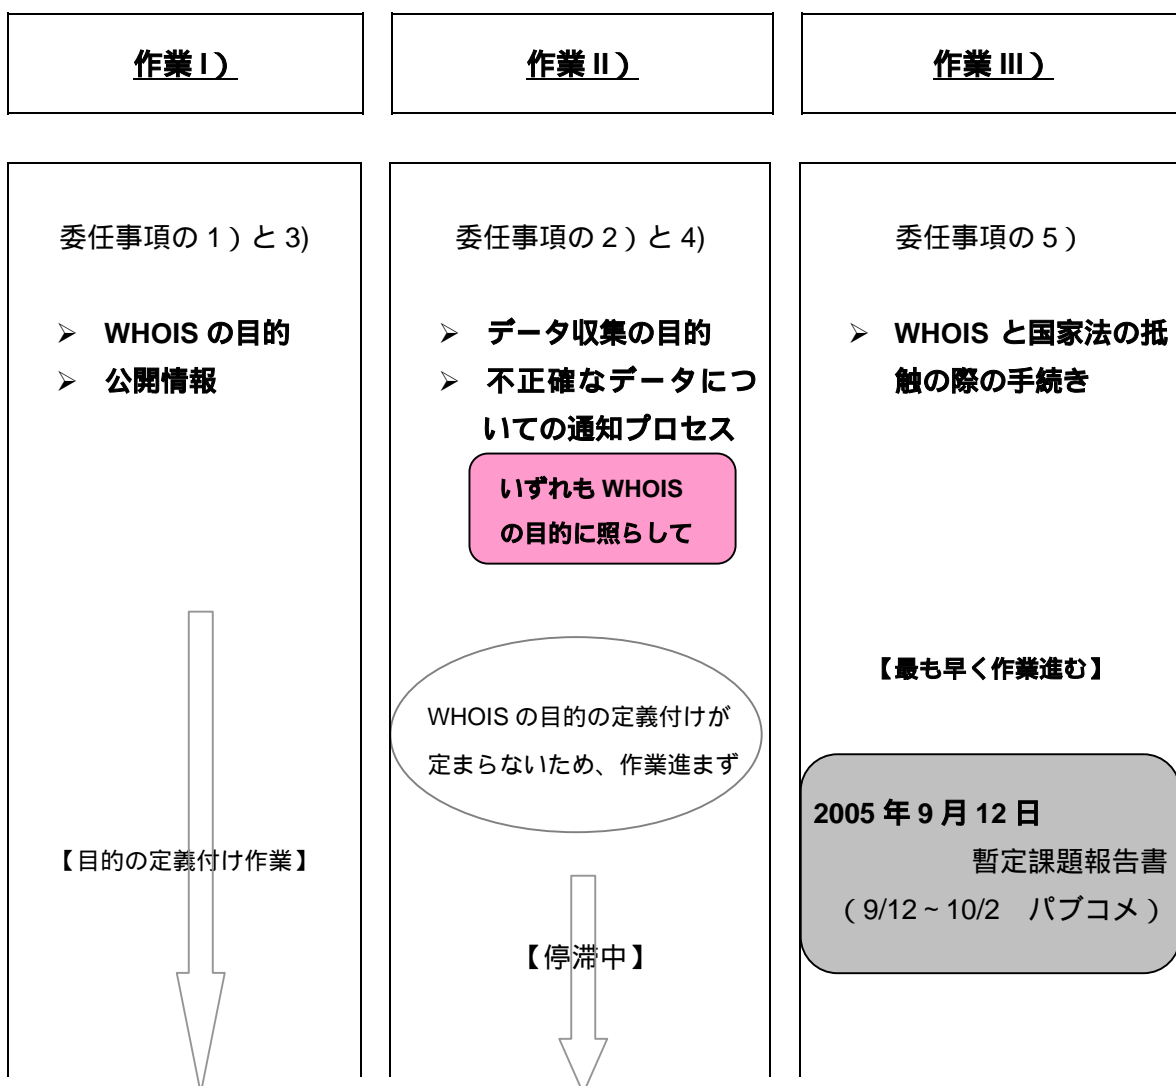 作業 I）
作業 II）
作業 III）
委任事項の 1）と 3)
➢ WHOIS の目的
➢ 公開情報
【目的の定義付け作業】
委任事項の 2）と 4)
➢ データ収集の目的
➢ 不正確なデータにつ
いての通知プロセス
いずれも WHOIS
の目的に照らして
WHOIS の目的の定義付けが
定まらないため、作業進まず
【停滞中】
委任事項の 5）
➢ WHOIS と国家法の抵
触の際の手続き
【最も早く作業進む】
2005 年 9 月 12 日
暫定課題報告書
（9/12～10/2　パブコメ）